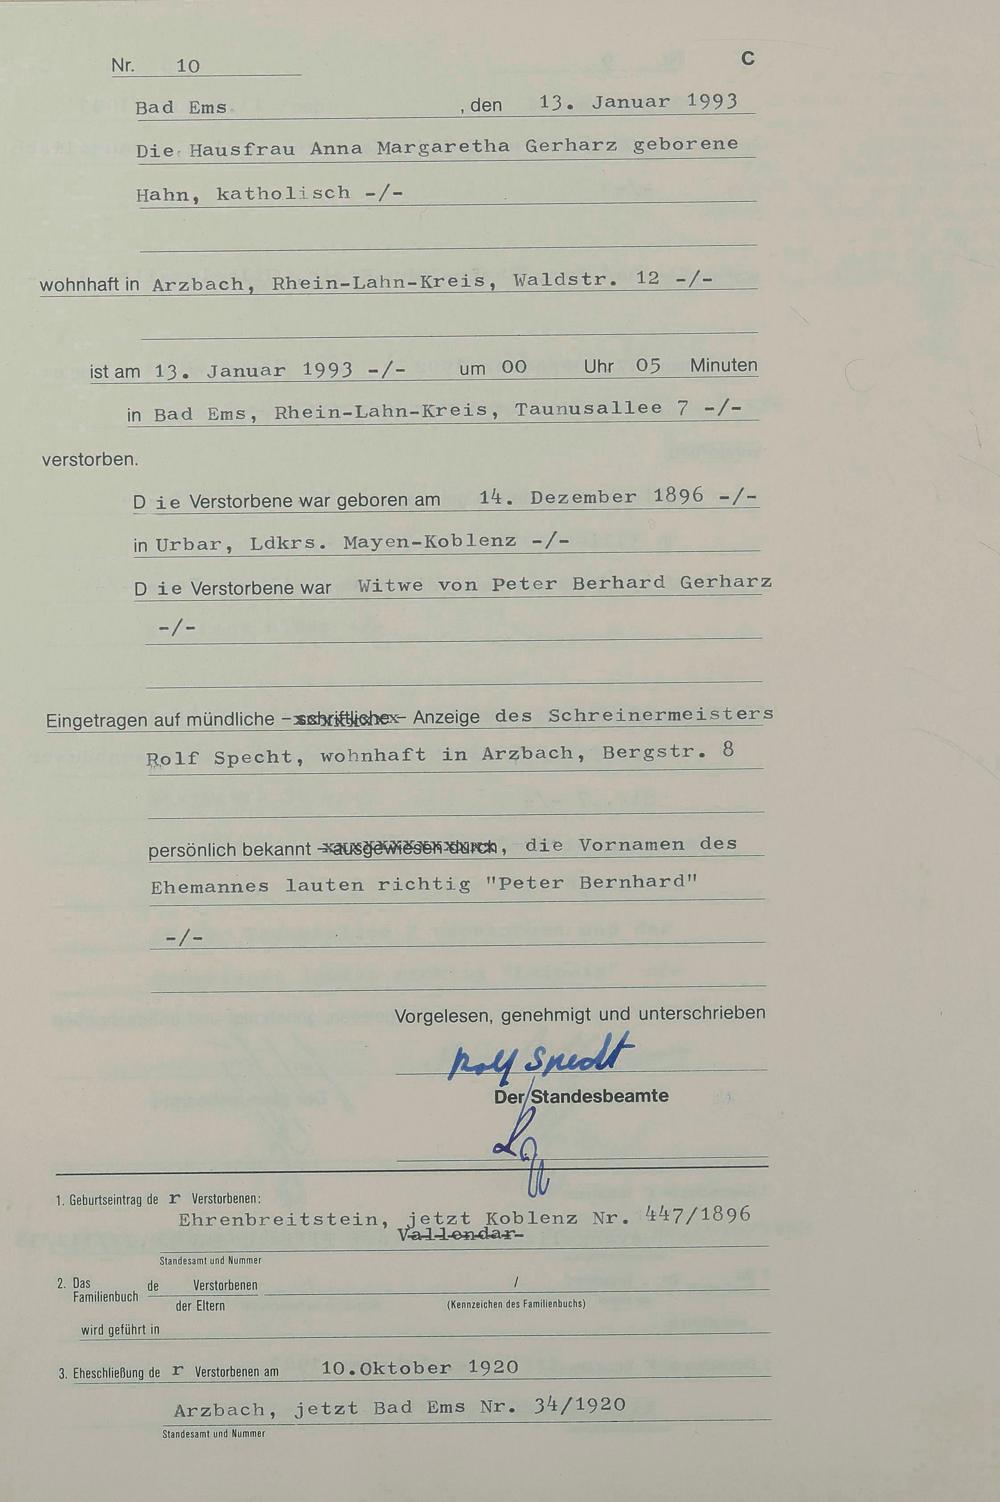 Nr. 10 C
Bad Ems , den 13. Januar 1993
Die Hausfrau Anna Margaretha Gerharz geborene
Hahn, katholisch -/-
wohnhaft in Arzbach, Rhein-Lahn-Kreis, Waldstr. 12 -/-
ist am 13. Januar 1993 -/- um 00 Uhr 05 Minuten
in Bad Ems, Rhein-Lahn-Kreis, Taunusallee 7 -/-
verstorben.
D ie Verstorbene war geboren am 14. Dezember 1896 -/-
in Urbar, Ldkrs. Mayen-Koblenz -/-
D ie Verstorbene war Witwe von Peter Berhard Gerharz
-/-
Eingetragen auf mündliche – schriftliche – Anzeige des Schreinermeisters
Rolf Specht, wohnhaft in Arzbach, Bergstr. 8
persönlich bekannt – ausgewiesen durch, die Vornamen des
Ehemannes lauten richtig "Peter Bernhard"
-/-
Vorgelesen, genehmigt und unterschrieben
Rolf Specht
Der Standesbeamte
1. Geburtseintrag de r Verstorbenen:
Ehrenbreitstein, jetzt Koblenz Nr. 447/1896
Vallendar
Standesamt und Nummer
2. Das Familienbuch de Verstorbenen /
der Eltern (Kennzeichen des Familienbuchs)
wird geführt in
3. Eheschließung de r Verstorbenen am 10.Oktober 1920
Arzbach, jetzt Bad Ems Nr. 34/1920
Standesamt und Nummer